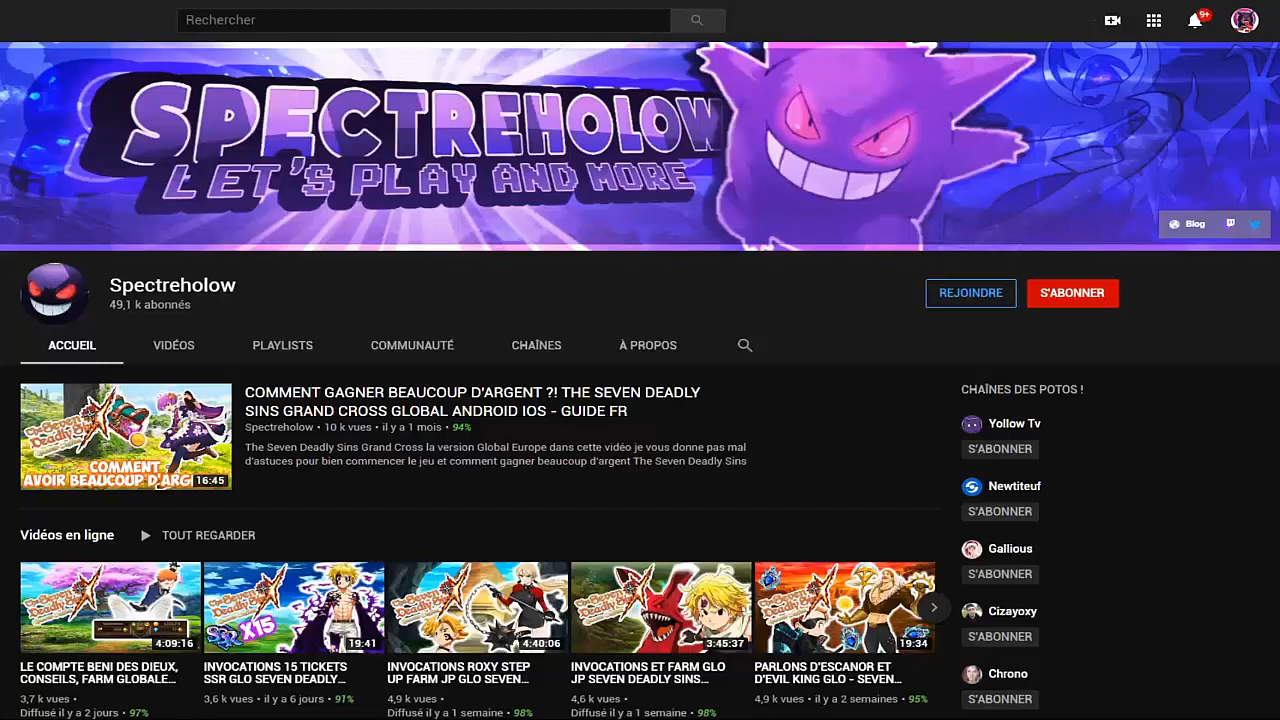 Rechercher
9+
SPECTREHOLOW
LET'S PLAY AND MORE
Blog
Spectreholow
49,1 k abonnés
REJOINDRE
S'ABONNER
ACCUEIL
VIDÉOS
PLAYLISTS
COMMUNAUTÉ
CHAÎNES
À PROPOS
COMMENT
AVOIR BEAUCOUP D'ARG
16:45
COMMENT GAGNER BEAUCOUP D'ARGENT ?! THE SEVEN DEADLY
SINS GRAND CROSS GLOBAL ANDROID IOS - GUIDE FR
Spectreholow • 10 k vues • il y a 1 mois • 94%
The Seven Deadly Sins Grand Cross la version Global Europe dans cette vidéo je vous donne pas mal
d'astuces pour bien commencer le jeu et comment gagner beaucoup d'argent The Seven Deadly Sins
CHAÎNES DES POTOS !
Yollow Tv
S'ABONNER
Newtiteuf
S'ABONNER
Gallious
S'ABONNER
Cizayoxy
S'ABONNER
Chrono
S'ABONNER
Vidéos en ligne
TOUT REGARDER
4:09:16
LE COMPTE BENI DES DIEUX,
CONSEILS, FARM GLOBALE...
3,7 k vues •
Diffusé il y a 2 jours • 97%
SSR X15
19:41
INVOCATIONS 15 TICKETS
SSR GLO SEVEN DEADLY...
3,6 k vues • il y a 6 jours • 91%
4:40:06
INVOCATIONS ROXY STEP
UP FARM JP GLO SEVEN...
4,9 k vues •
Diffusé il y a 1 semaine • 98%
3:45:37
INVOCATIONS ET FARM GLO
JP SEVEN DEADLY SINS...
4,6 k vues •
Diffusé il y a 1 semaine • 98%
19:34
PARLONS D'ESCANOR ET
D'EVIL KING GLO - SEVEN...
4,9 k vues • il y a 2 semaines • 95%